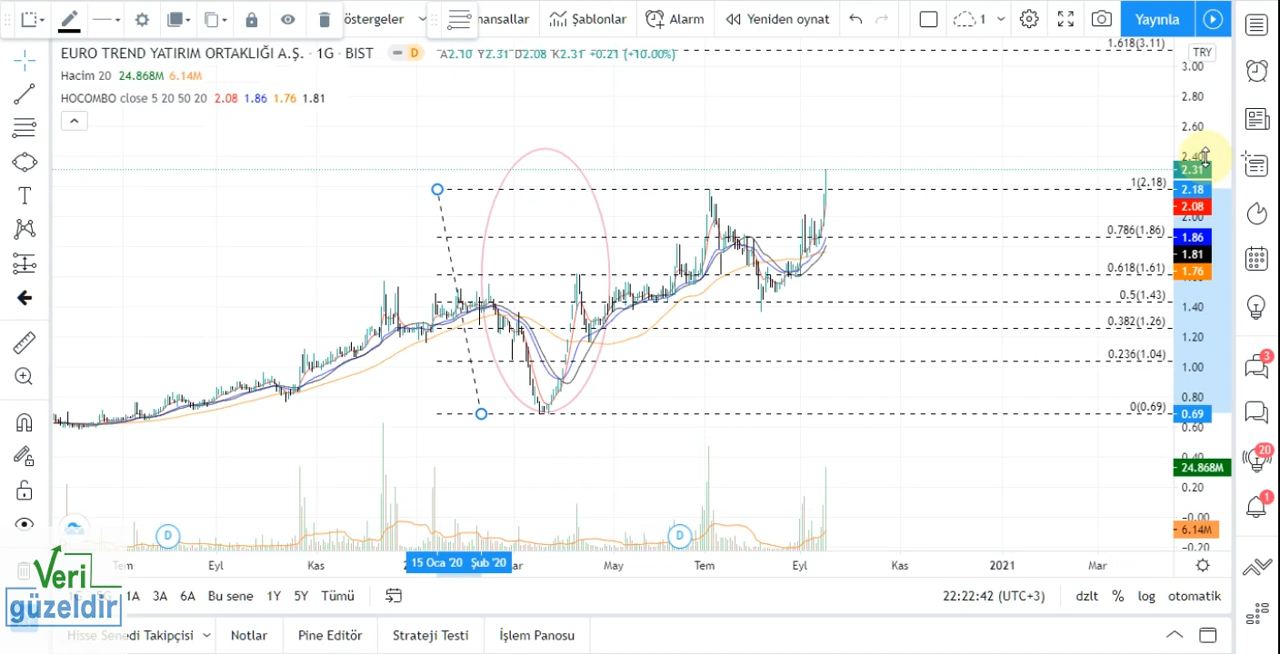 östergeler
nansallar
Şablonlar
Alarm
Yeniden oynat
1
Yayınla
EURO TREND YATIRIM ORTAKLIĞI A.Ş. · 1G · BIST
D
A2.10 Y2.31 D2.08 K2.31 +0.21 (+10.00%)
1.618(3.11)
TRY
Hacim 20 24.868M 6.14M
HOCOMBO close 5 20 50 20 2.08 1.86 1.76 1.81
3.00
2.80
2.60
2.40
2.31
1(2.18)
2.18
2.08
2.00
0.786(1.86)
1.86
1.81
0.618(1.61)
1.76
0.5(1.43)
1.40
0.382(1.26)
1.20
0.236(1.04)
1.00
0.80
0(0.69)
0.69
0.60
0.40
24.868M
0.20
−0.00
6.14M
−0.20
3
20
1
D
D
Tem
Eyl
Kas
15 Oca '20
Şub '20
Mar
May
Tem
Eyl
Kas
2021
Mar
1A
3A
6A
Bu sene
1Y
5Y
Tümü
22:22:42 (UTC+3)
dzlt
%
log
otomatik
Veri
güzeldir
Hisse Senedi Takipçisi
Notlar
Pine Editör
Strateji Testi
İşlem Panosu